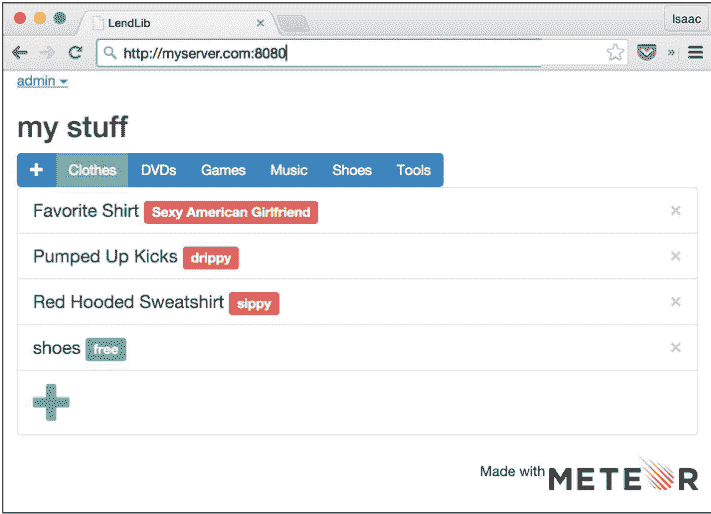 LendLib
Isaac
http://myserver.com:8080
admin
my stuff
Clothes DVDs Games Music Shoes Tools
Favorite Shirt Sexy American Girlfriend
Pumped Up Kicks drippy
Red Hooded Sweatshirt sippy
shoes free
Made with METEOR